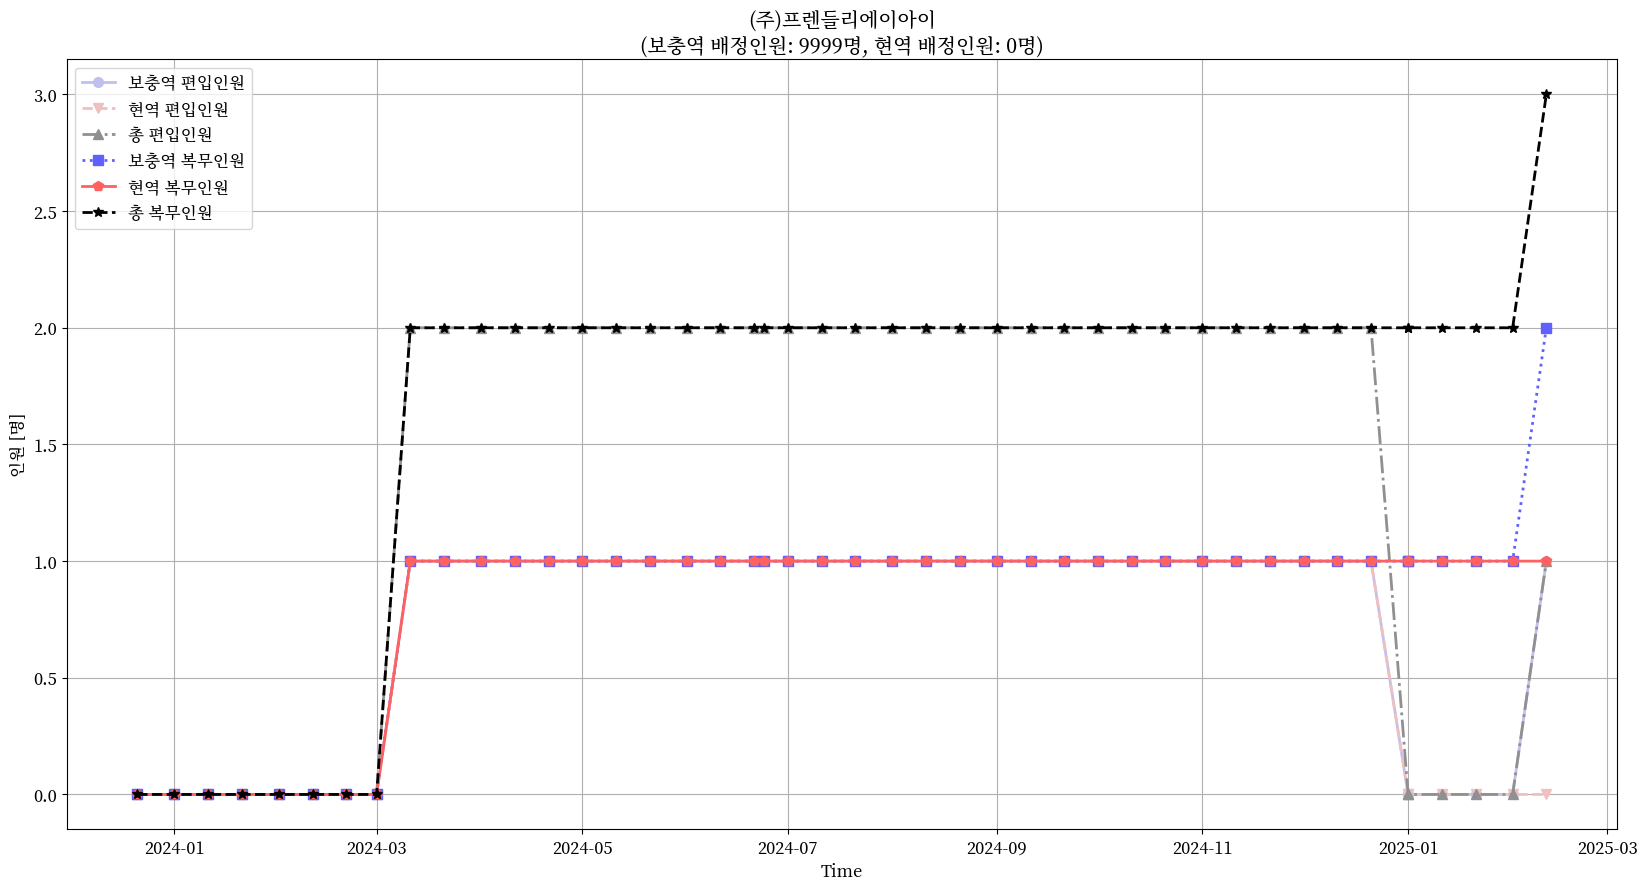 (주)프렌들리에이아이
(보충역 배정인원: 9999명, 현역 배정인원: 0명)
보충역 편입인원
현역 편입인원
총 편입인원
보충역 복무인원
현역 복무인원
총 복무인원
3.0
2.5
2.0
1.5
1.0
0.5
0.0
인원 [명]
2024-01 2024-03 2024-05 2024-07 2024-09 2024-11 2025-01 2025-03
Time